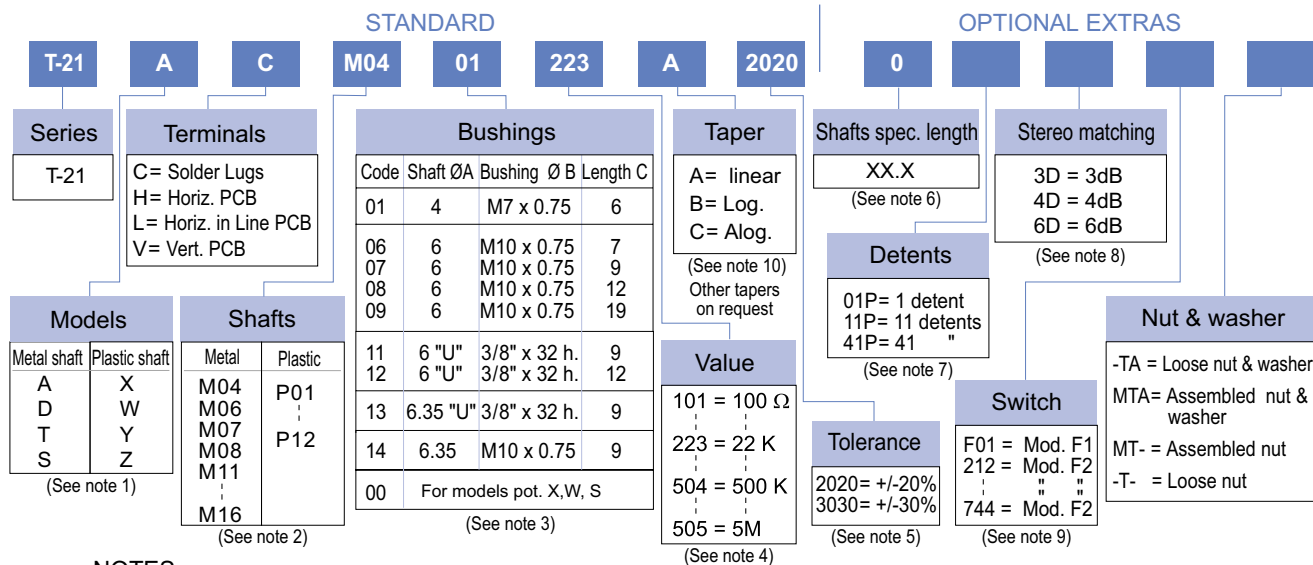 STANDARD
OPTIONAL EXTRAS
T-21 A C M04 01 223 A 2020 0
Series
T-21
Terminals
C= Solder Lugs
H= Horiz. PCB
L= Horiz. in Line PCB
V= Vert. PCB
Models
Metal shaft Plastic shaft
A X
D W
T Y
S Z
(See note 1)
Shafts
Metal Plastic
M04 P01
M06
M07 P12
M08
M11
M16
(See note 2)
Bushings
Code Shaft ØA Bushing Ø B Length C
01 4 M7 x 0.75 6
06 6 M10 x 0.75 7
07 6 M10 x 0.75 9
08 6 M10 x 0.75 12
09 6 M10 x 0.75 19
11 6 "U" 3/8" x 32 h. 9
12 6 "U" 3/8" x 32 h. 12
13 6.35 "U" 3/8" x 32 h. 9
14 6.35 M10 x 0.75 9
00 For models pot. X,W, S
(See note 3)
Taper
A= linear
B= Log.
C= Alog.
(See note 10)
Other tapers
on request
Value
101 = 100 Ω
223 = 22 K
504 = 500 K
505 = 5M
(See note 4)
Tolerance
2020= +/-20%
3030= +/-30%
(See note 5)
Shafts spec. length
XX.X
(See note 6)
Detents
01P= 1 detent
11P= 11 detents
41P= 41 "
(See note 7)
Stereo matching
3D = 3dB
4D = 4dB
6D = 6dB
(See note 8)
Switch
F01 = Mod. F1
212 = Mod. F2
" "
744 = Mod. F2
(See note 9)
Nut & washer
-TA = Loose nut & washer
MTA= Assembled nut &
washer
MT- = Assembled nut
-T- = Loose nut